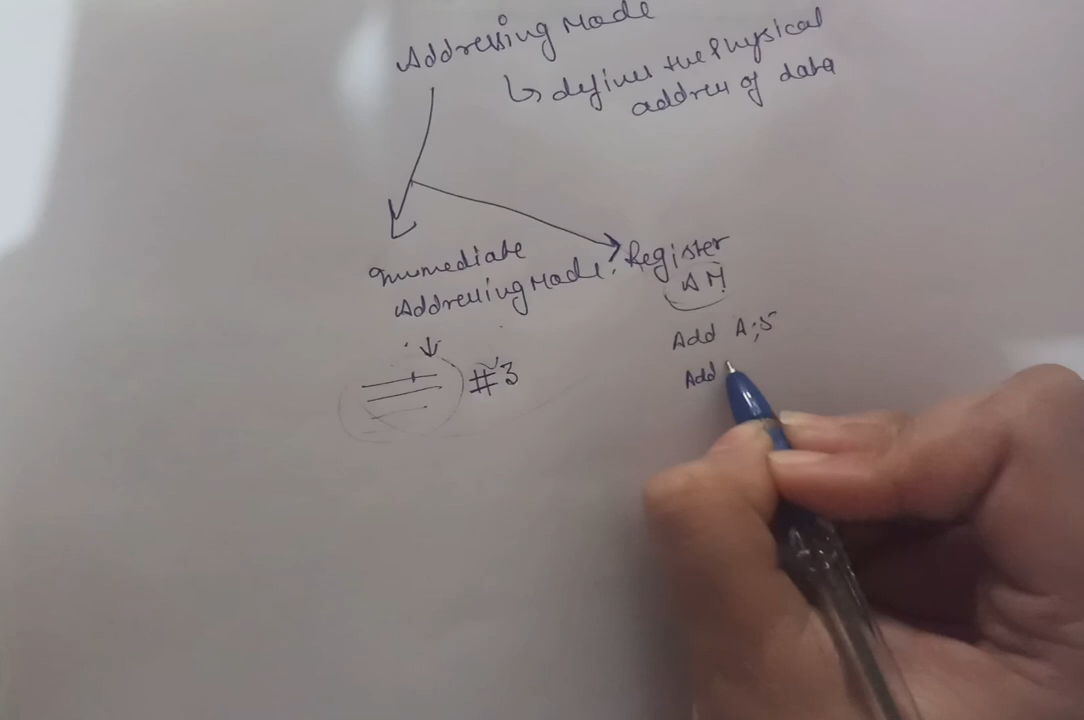 Addressing Mode
↳ defines the Physical
address of data
Immediate
Addressing Mode.
Register
AM
#3
Add A;5
Add